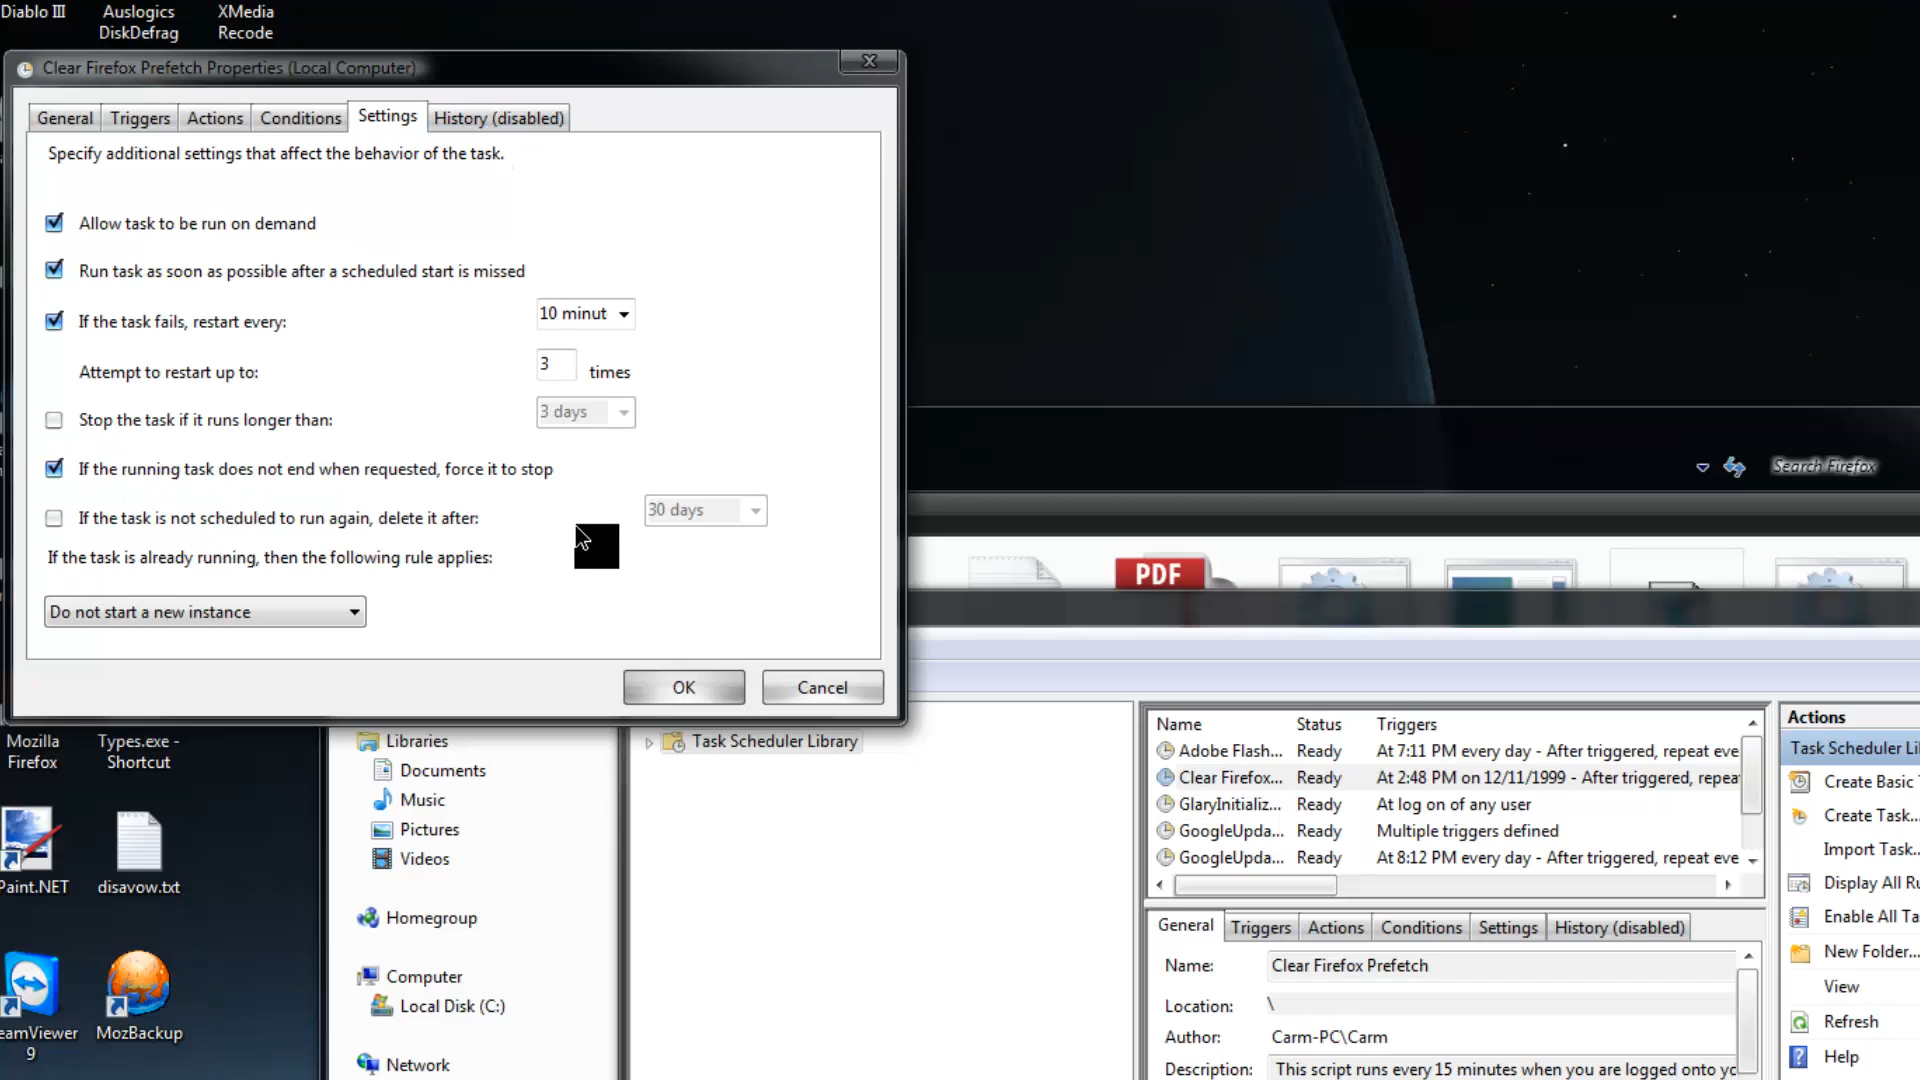 Diablo III
Auslogics
DiskDefrag
XMedia
Recode
Clear Firefox Prefetch Properties (Local Computer)
General
Triggers
Actions
Conditions
Settings
History (disabled)
Specify additional settings that affect the behavior of the task.
Allow task to be run on demand
Run task as soon as possible after a scheduled start is missed
If the task fails, restart every:
10 minut
Attempt to restart up to:
3
times
Stop the task if it runs longer than:
3 days
If the running task does not end when requested, force it to stop
If the task is not scheduled to run again, delete it after:
30 days
If the task is already running, then the following rule applies:
Do not start a new instance
OK
Cancel
Search Firefox
PDF
Mozilla
Firefox
Types.exe -
Shortcut
Paint.NET
disavow.txt
eamViewer
9
MozBackup
Libraries
Documents
Music
Pictures
Videos
Homegroup
Computer
Local Disk (C:)
Network
Task Scheduler Library
Name Status Triggers
Adobe Flash... Ready At 7:11 PM every day - After triggered, repeat eve
Clear Firefox... Ready At 2:48 PM on 12/11/1999 - After triggered, repea
GlaryInitializ... Ready At log on of any user
GoogleUpda... Ready Multiple triggers defined
GoogleUpda... Ready At 8:12 PM every day - After triggered, repeat eve
General
Triggers
Actions
Conditions
Settings
History (disabled)
Name: Clear Firefox Prefetch
Location: \
Author: Carm-PC\Carm
Description: This script runs every 15 minutes when you are logged onto yo
Actions
Task Scheduler Li
Create Basic
Create Task...
Import Task...
Display All Ru
Enable All Ta
New Folder...
View
Refresh
Help